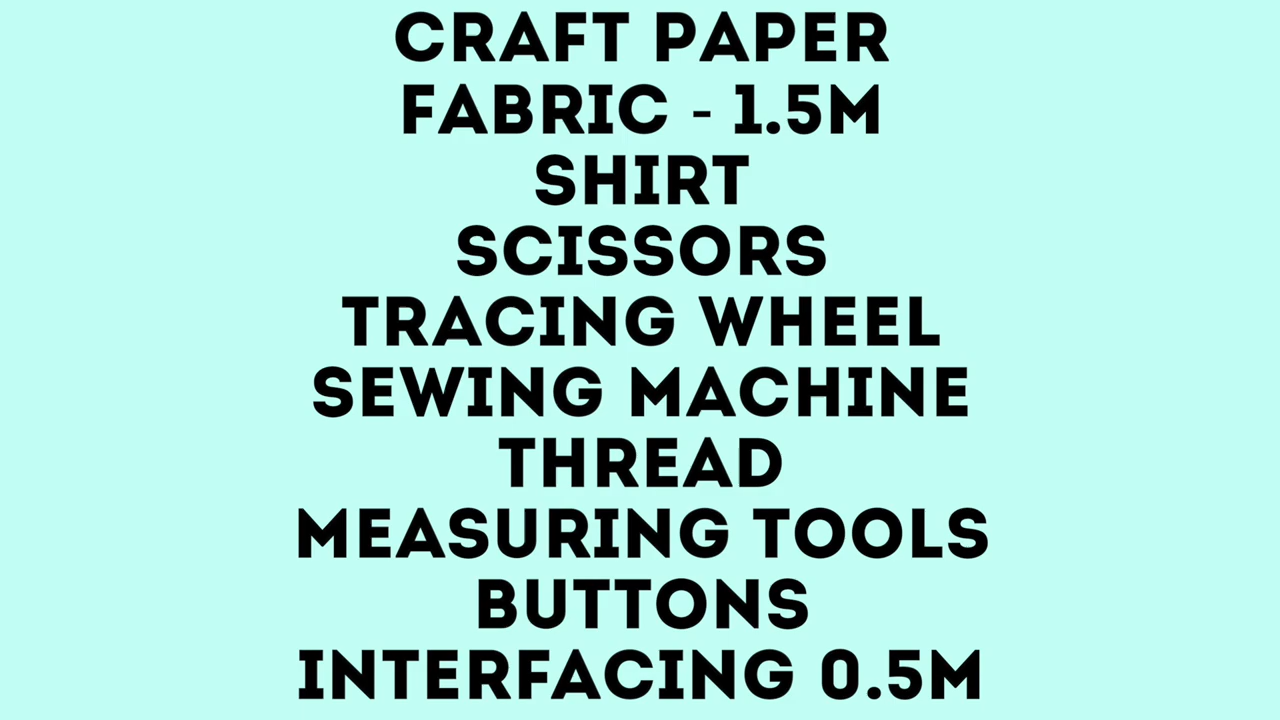 CRAFT PAPER
FABRIC - 1.5M
SHIRT
SCISSORS
TRACING WHEEL
SEWING MACHINE
THREAD
MEASURING TOOLS
BUTTONS
INTERFACING 0.5M